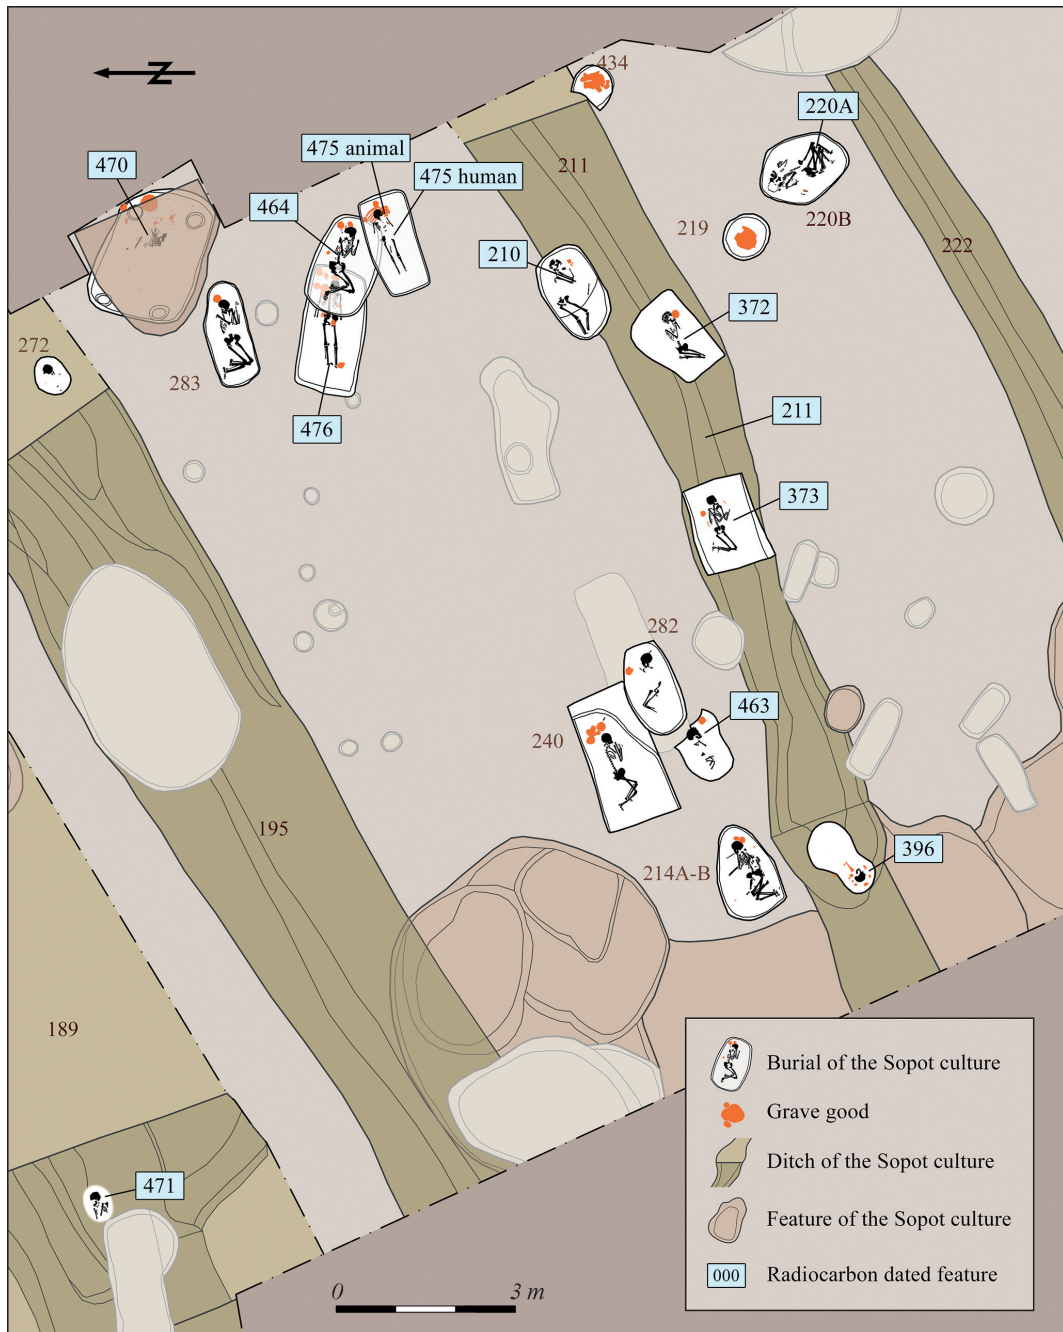 N
434
220A
475 animal
211
470
475 human
464
220B
219
210
222
372
272
283
476
211
373
282
463
240
195
396
214A-B
189
471
Burial of the Sopot culture
Grave good
Ditch of the Sopot culture
Feature of the Sopot culture
000 Radiocarbon dated feature
0 3 m